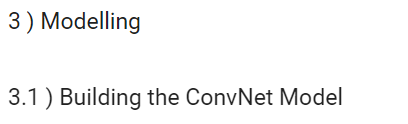 3 ) Modelling
3.1 ) Building the ConvNet Model